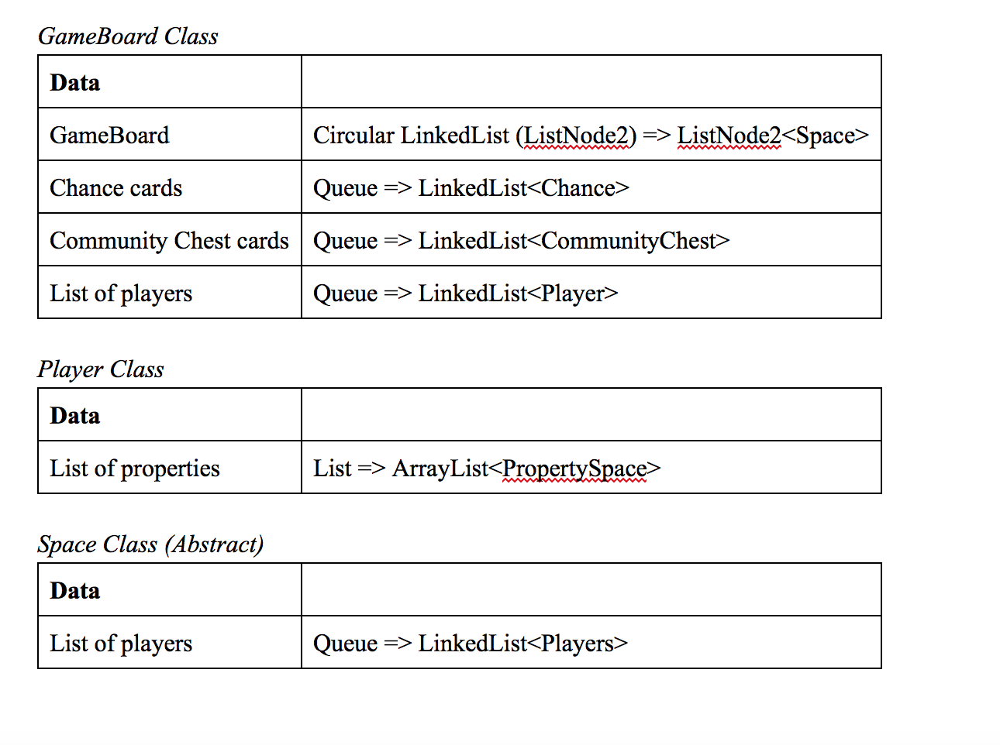 GameBoard Class
Data
GameBoard Circular LinkedList (ListNode2) => ListNode2<Space>
Chance cards Queue => LinkedList<Chance>
Community Chest cards Queue => LinkedList<CommunityChest>
List of players Queue => LinkedList<Player>
Player Class
Data
List of properties List => ArrayList<PropertySpace>
Space Class (Abstract)
Data
List of players Queue => LinkedList<Players>